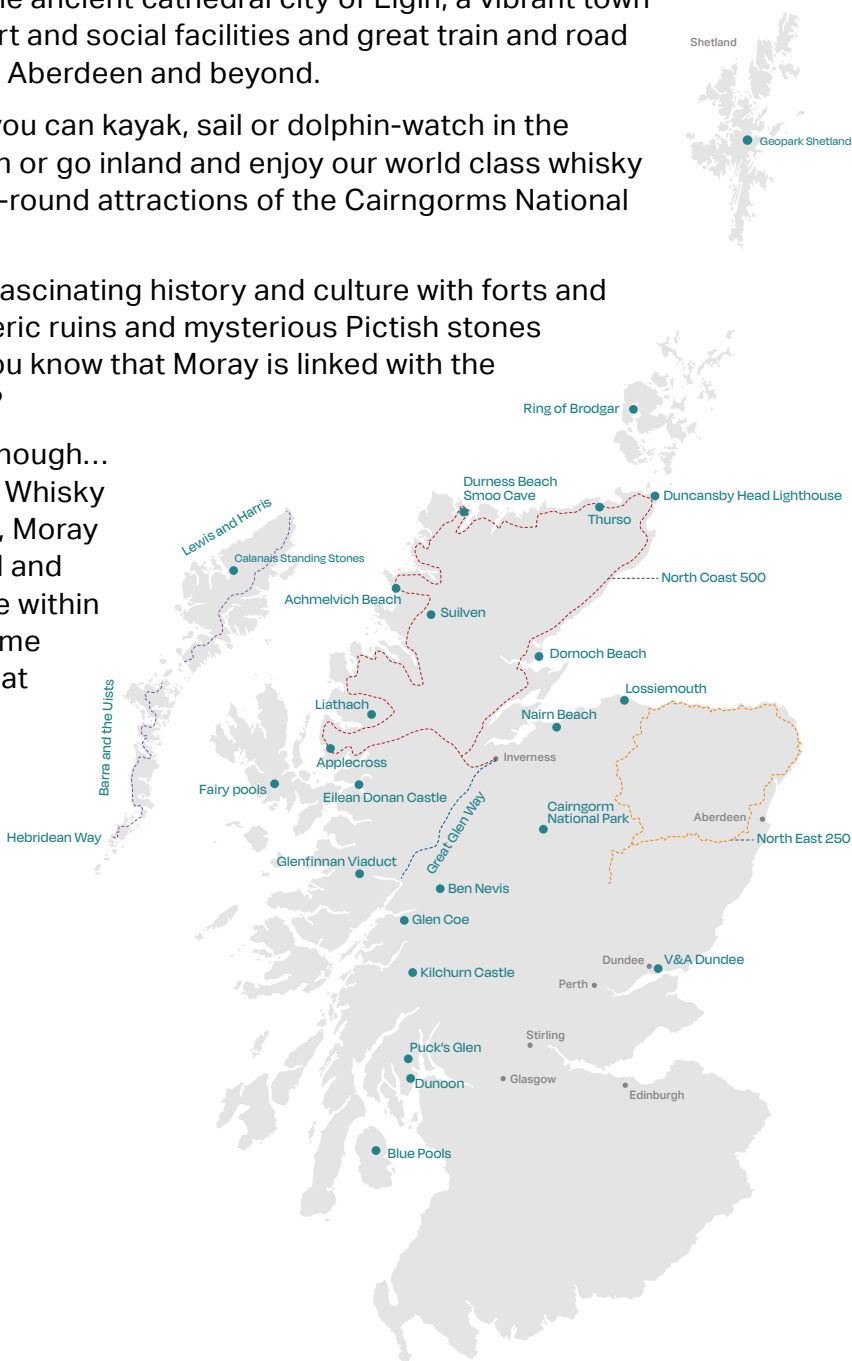 e ancient cathedral city of Elgin, a vibrant town
rt and social facilities and great train and road
Aberdeen and beyond.
you can kayak, sail or dolphin-watch in the
or go inland and enjoy our world class whisky
-round attractions of the Cairngorms National
ascinating history and culture with forts and
eric ruins and mysterious Pictish stones
ou know that Moray is linked with the
nough...
Whisky
, Moray
and
e within
me
at
Shetland
Geopark Shetland
Ring of Brodgar
Durness Beach
Smoo Cave
Duncansby Head Lighthouse
Thurso
Lewis and Harris
Calanais Standing Stones
North Coast 500
Achmelvich Beach
Suilven
Dornoch Beach
Barra and the Uists
Lossiemouth
Liathach
Nairn Beach
Inverness
Applecross
Fairy pools
Eilean Donan Castle
Great Glen Way
Cairngorm
National Park
Aberdeen
Hebridean Way
North East 250
Glenfinnan Viaduct
Ben Nevis
Glen Coe
Dundee
V&A Dundee
Kilchurn Castle
Perth
Stirling
Puck's Glen
Glasgow
Dunoon
Edinburgh
Blue Pools